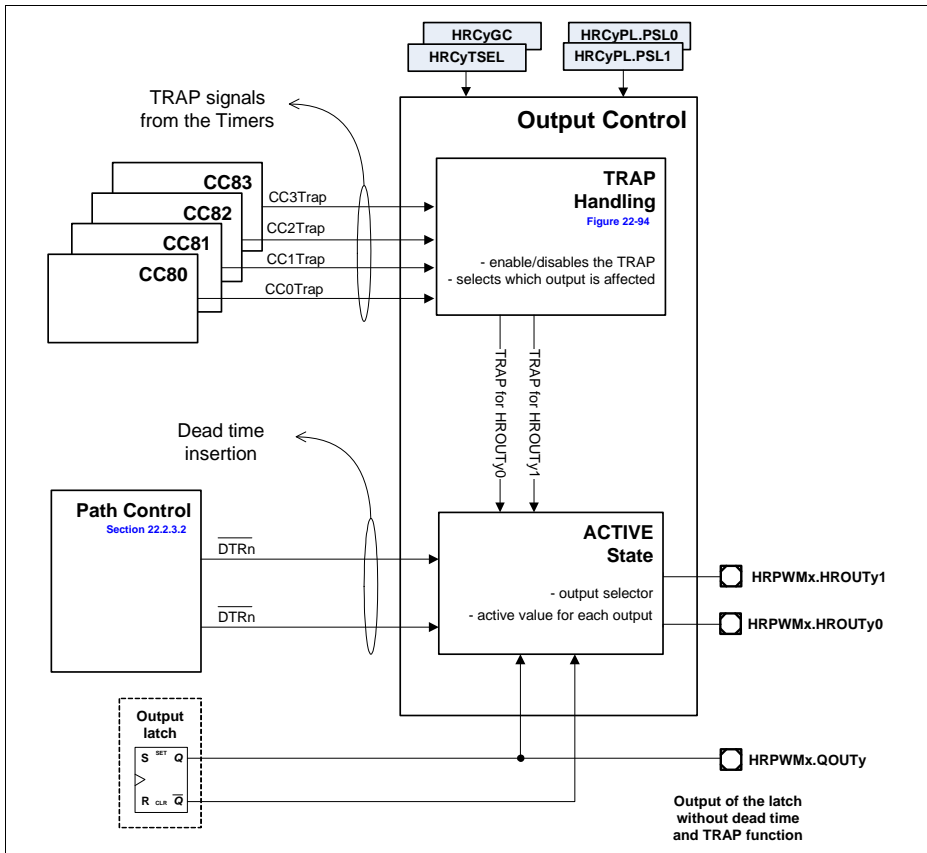 HRCyGC
HRCyTSEL
HRCyPL.PSL0
HRCyPL.PSL1
TRAP signals
from the Timers
Output Control
CC83
CC82
CC81
CC80
CC3Trap
CC2Trap
CC1Trap
CC0Trap
TRAP
Handling
Figure 22-94
- enable/disables the TRAP
- selects which output is affected
TRAP for HROUTy0
TRAP for HROUTy1
Dead time
insertion
Path Control
Section 22.2.3.2
DTRn
DTRn
ACTIVE
State
- output selector
- active value for each output
HRPWMx.HROUTy1
HRPWMx.HROUTy0
Output
latch
S SET Q
R CLR Q
HRPWMx.QOUTy
Output of the latch
without dead time
and TRAP function